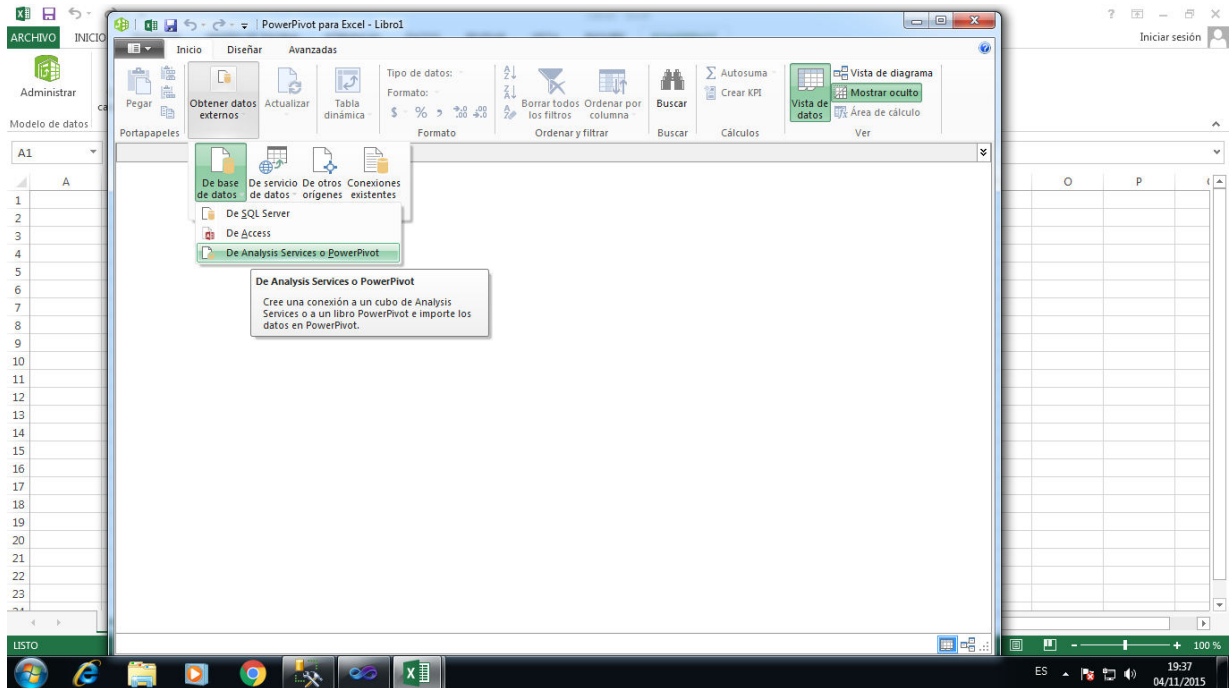 PowerPivot para Excel - Libro1
ARCHIVO INICIO
? Iniciar sesión
Inicio Diseñar Avanzadas
Administrar
Modelo de datos
Pegar
Portapapeles
Obtener datos externos
Actualizar
Tabla dinámica
Tipo de datos:
Formato:
$ %
Formato
Borrar todos los filtros
Ordenar por columna
Ordenar y filtrar
Buscar
Buscar
Autosuma
Crear KPI
Cálculos
Vista de datos
Vista de diagrama
Mostrar oculto
Área de cálculo
Ver
A1
De base de datos
De servicio de datos
De otros orígenes
Conexiones existentes
De SQL Server
De Access
De Analysis Services o PowerPivot
De Analysis Services o PowerPivot
Cree una conexión a un cubo de Analysis
Services o a un libro PowerPivot e importe los
datos en PowerPivot.
A O P
1
2
3
4
5
6
7
8
9
10
11
12
13
14
15
16
17
18
19
20
21
22
23
LISTO
100 %
ES
19:37
04/11/2015